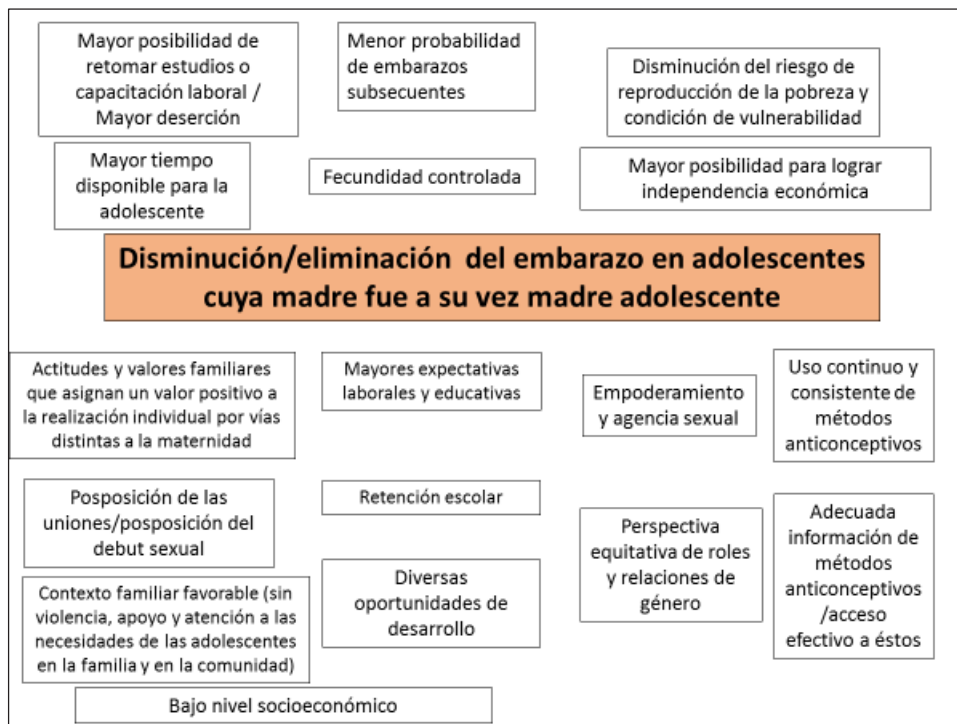 Mayor posibilidad de
retomar estudios o
capacitación laboral /
Mayor deserción
Menor probabilidad
de embarazos
subsecuentes
Disminución del riesgo de
reproducción de la pobreza y
condición de vulnerabilidad
Mayor tiempo
disponible para la
adolescente
Fecundidad controlada
Mayor posibilidad para lograr
independencia económica
Disminución/eliminación del embarazo en adolescentes
cuya madre fue a su vez madre adolescente
Actitudes y valores familiares
que asignan un valor positivo a
la realización individual por vías
distintas a la maternidad
Mayores expectativas
laborales y educativas
Empoderamiento
y agencia sexual
Uso continuo y
consistente de
métodos
anticonceptivos
Posposición de las
uniones/posposición del
debut sexual
Retención escolar
Perspectiva
equitativa de roles
y relaciones de
género
Adecuada
información de
métodos
anticonceptivos
/acceso
efectivo a éstos
Contexto familiar favorable (sin
violencia, apoyo y atención a las
necesidades de las adolescentes
en la familia y en la comunidad)
Diversas
oportunidades de
desarrollo
Bajo nivel socioeconómico